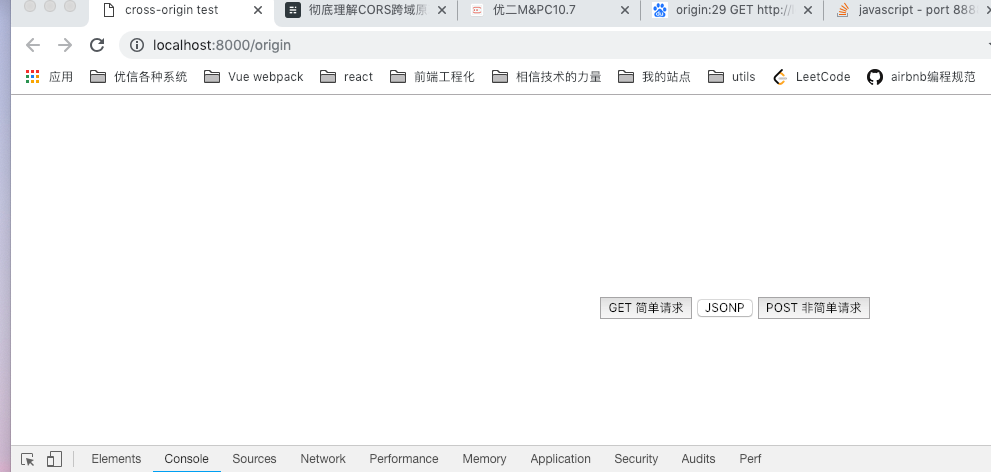 cross-origin test 彻底理解CORS跨域原 优二M&PC10.7 origin:29 GET http:// javascript - port 888
localhost:8000/origin
应用 优信各种系统 Vue webpack react 前端工程化 相信技术的力量 我的站点 utils LeetCode airbnb编程规范
GET 简单请求 JSONP POST 非简单请求
Elements Console Sources Network Performance Memory Application Security Audits Perf